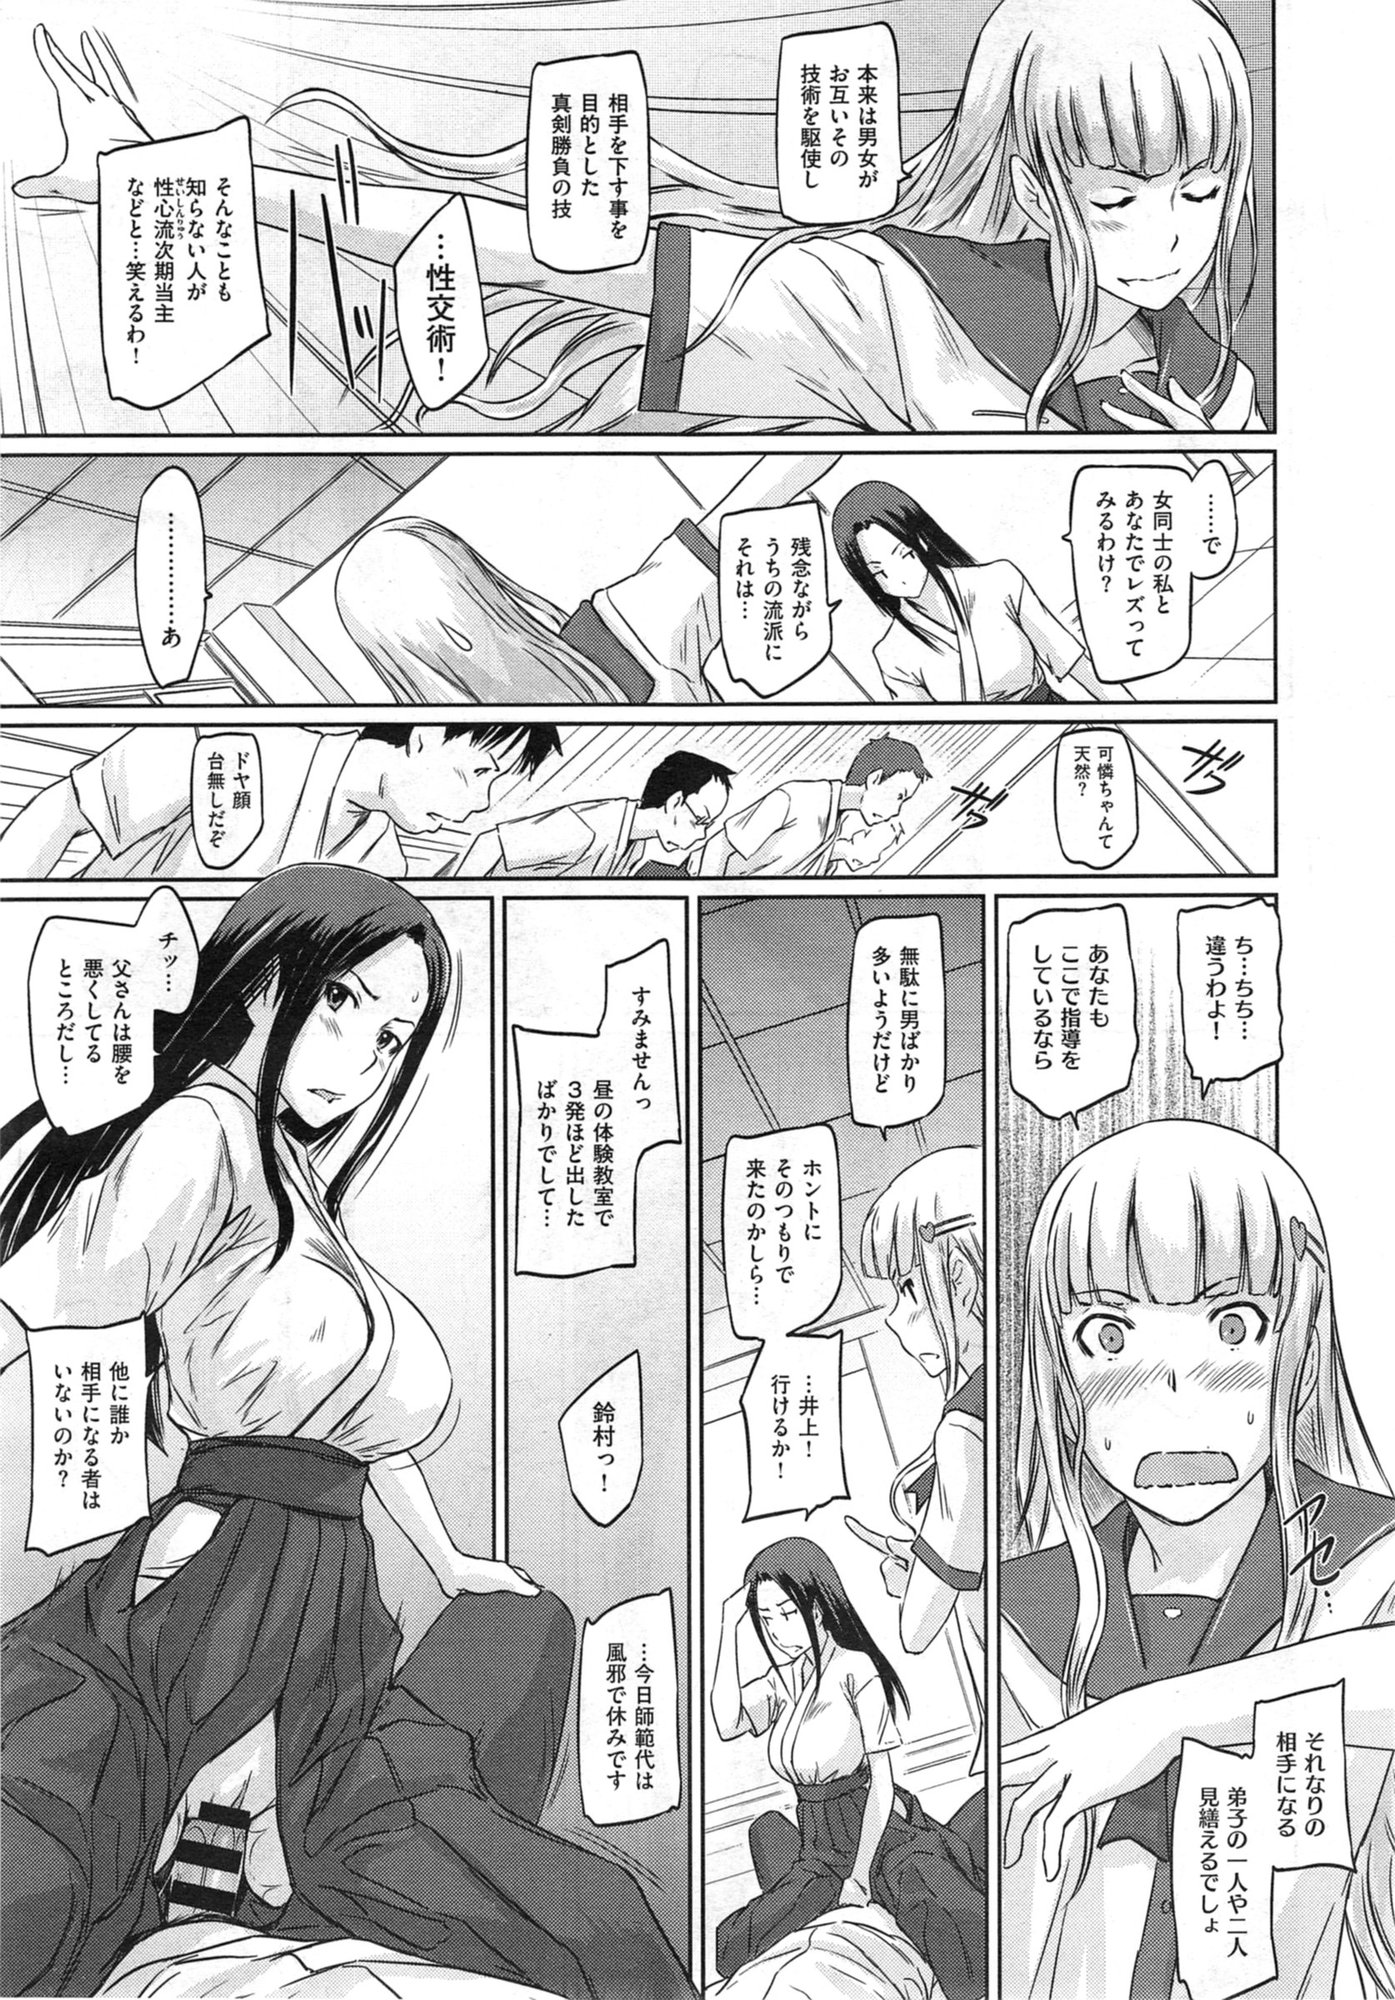 本来は男女が
お互いその
技術を駆使し
相手を下す事を
目的とした
真剣勝負の技
…性交術！
そんなことも
知らない人が
性心流次期当主
せいしんりゅう
などと…笑えるわ！
……で
女同士の私と
あなたでレズって
みるわけ？
残念ながら
うちの流派に
それは…
…………あ
ザワ
ザワ
可憐ちゃんて
天然？
ドヤ顔
台無しだぞ
ち…ちち…
違うわよ！
あなたも
ここで指導を
しているなら
アセ…
それなりの
相手になる
弟子の一人や二人
見繕えるでしょ
無駄に男ばかり
多いようだけど
ホントに
そのつもりで
来たのかしら…
…井上！
行けるか！
すみませんっ
昼の体験教室で
３発ほど出した
ばかりでして…
鈴村っ！
…今日師範代は
風邪で休みです
チッ…
父さんは腰を
悪くしてる
ところだし…
他に誰か
相手になる者は
いないのか？